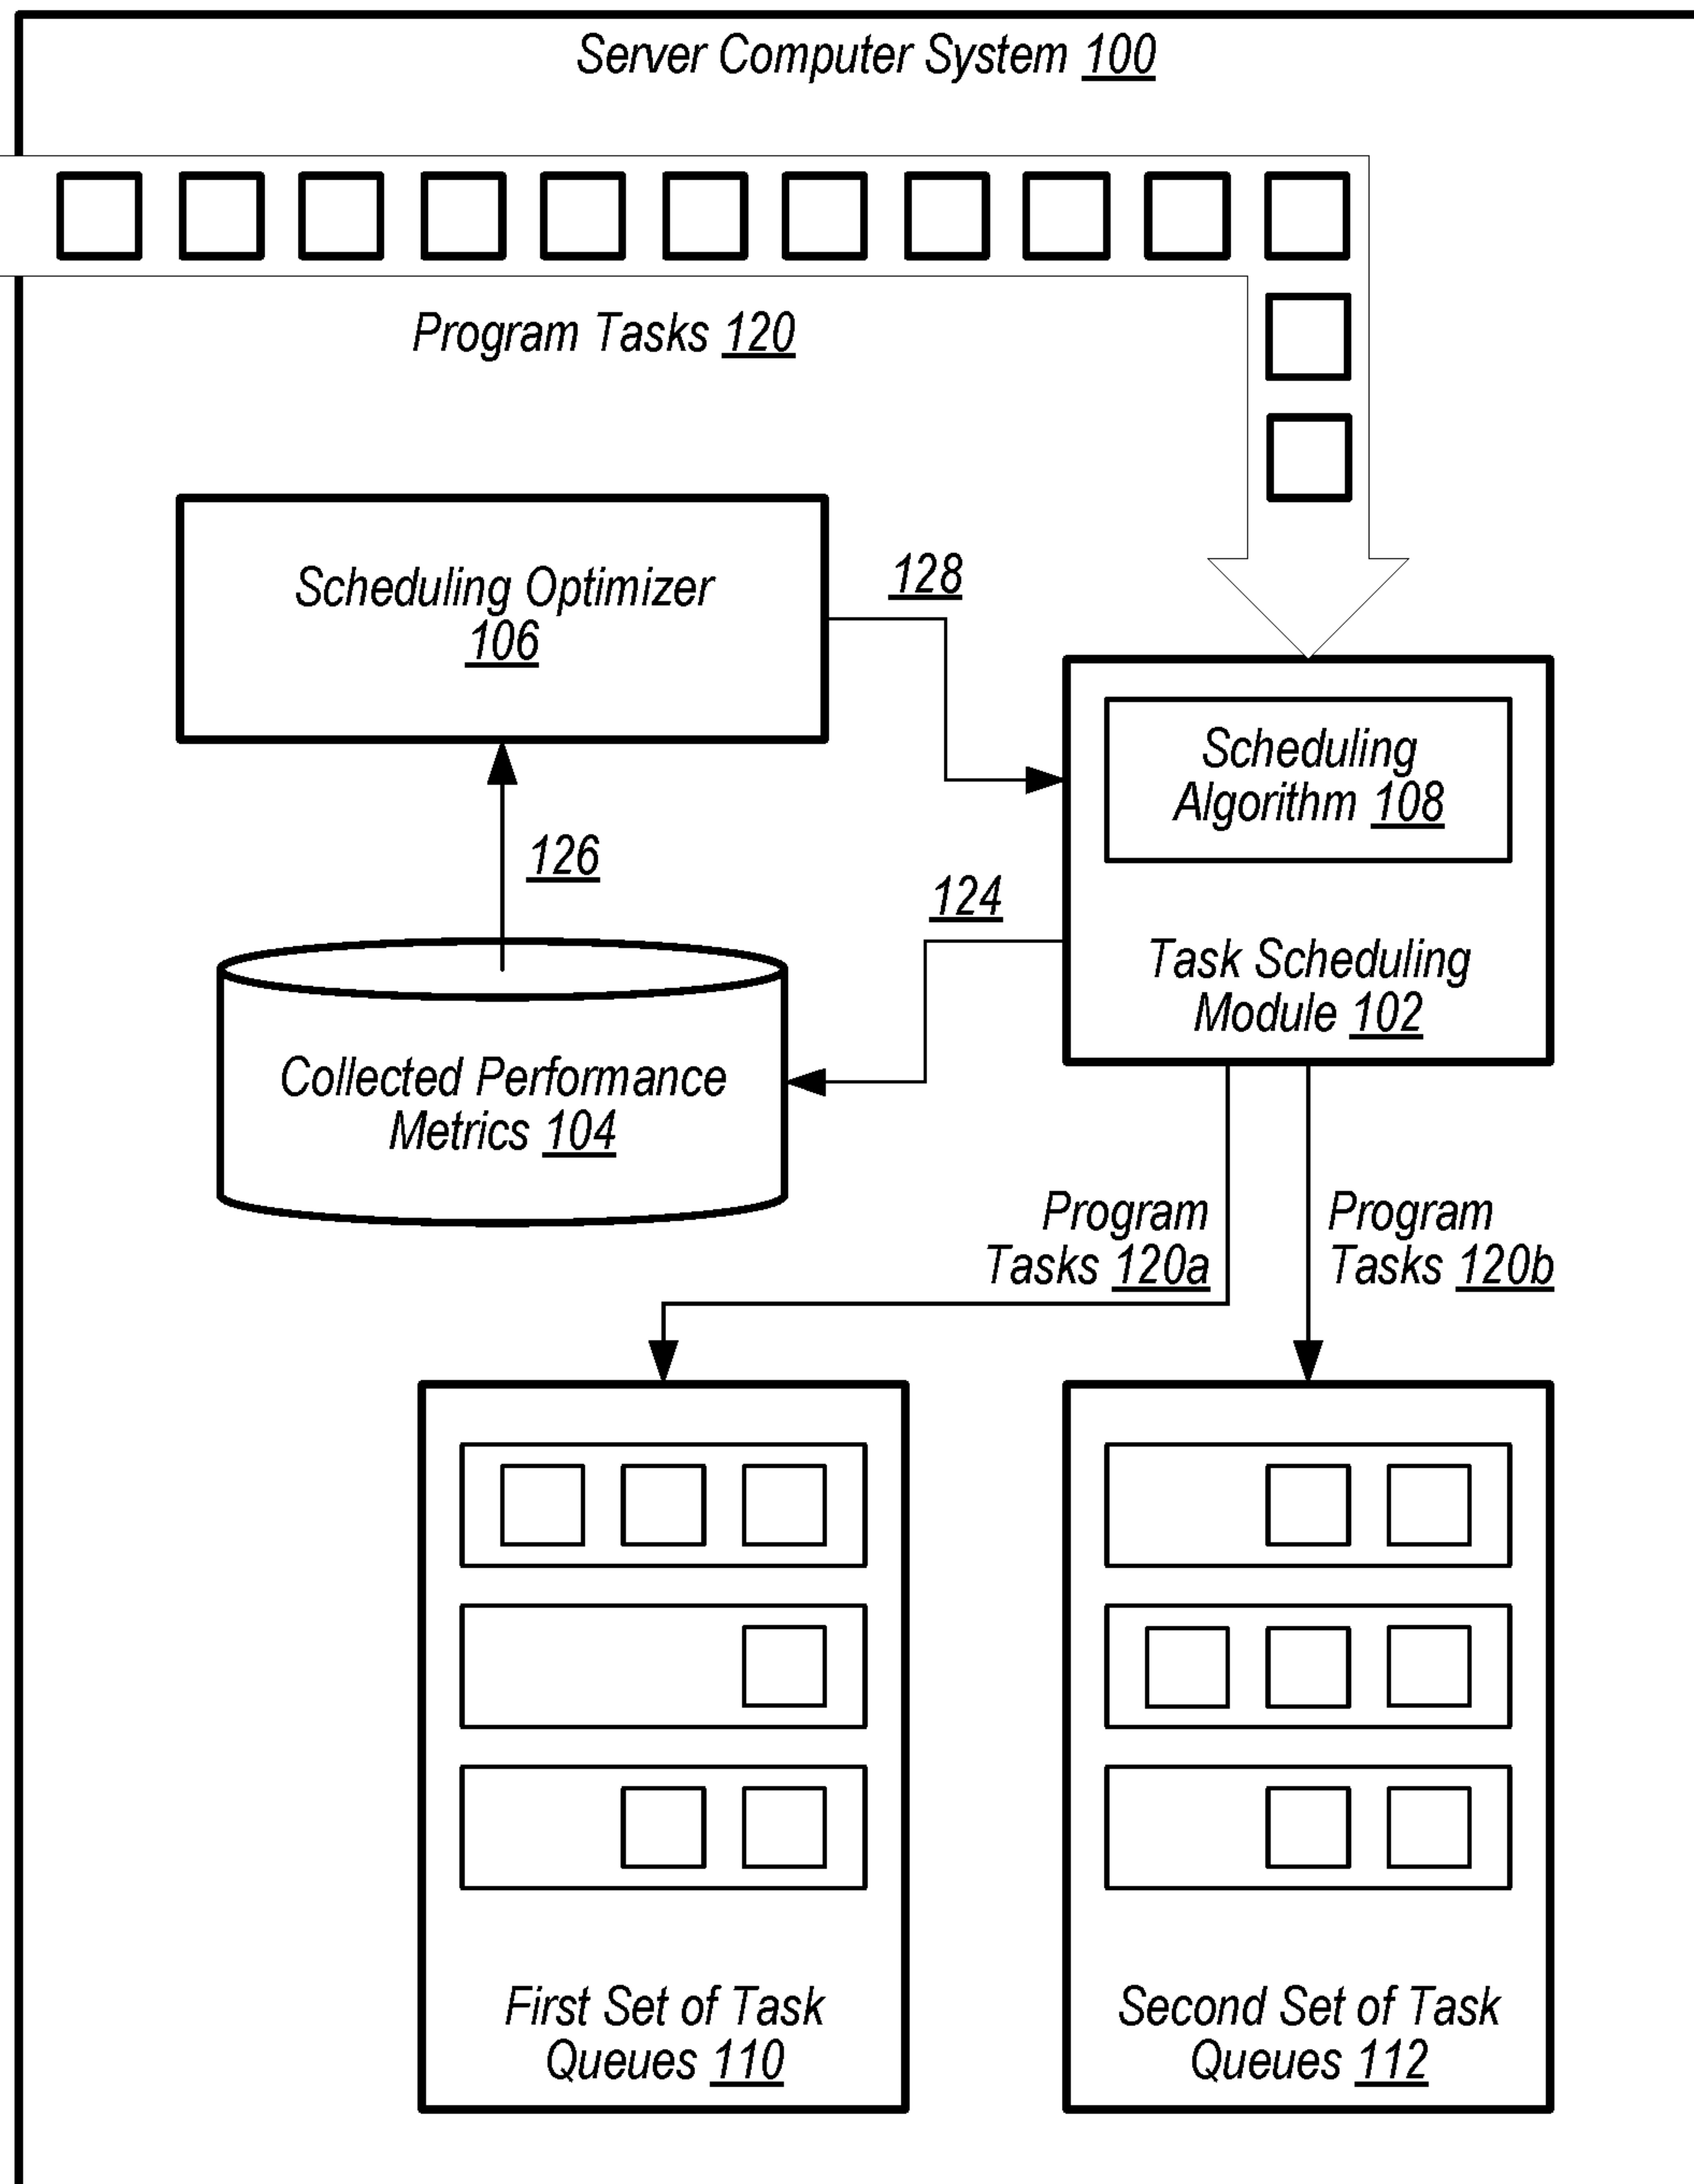 Server Computer System 100
Program Tasks 120
Scheduling Optimizer
106
128
Scheduling
Algorithm 108
126
124
Task Scheduling
Module 102
Collected Performance
Metrics 104
Program
Tasks 120a
Program
Tasks 120b
First Set of Task
Queues 110
Second Set of Task
Queues 112